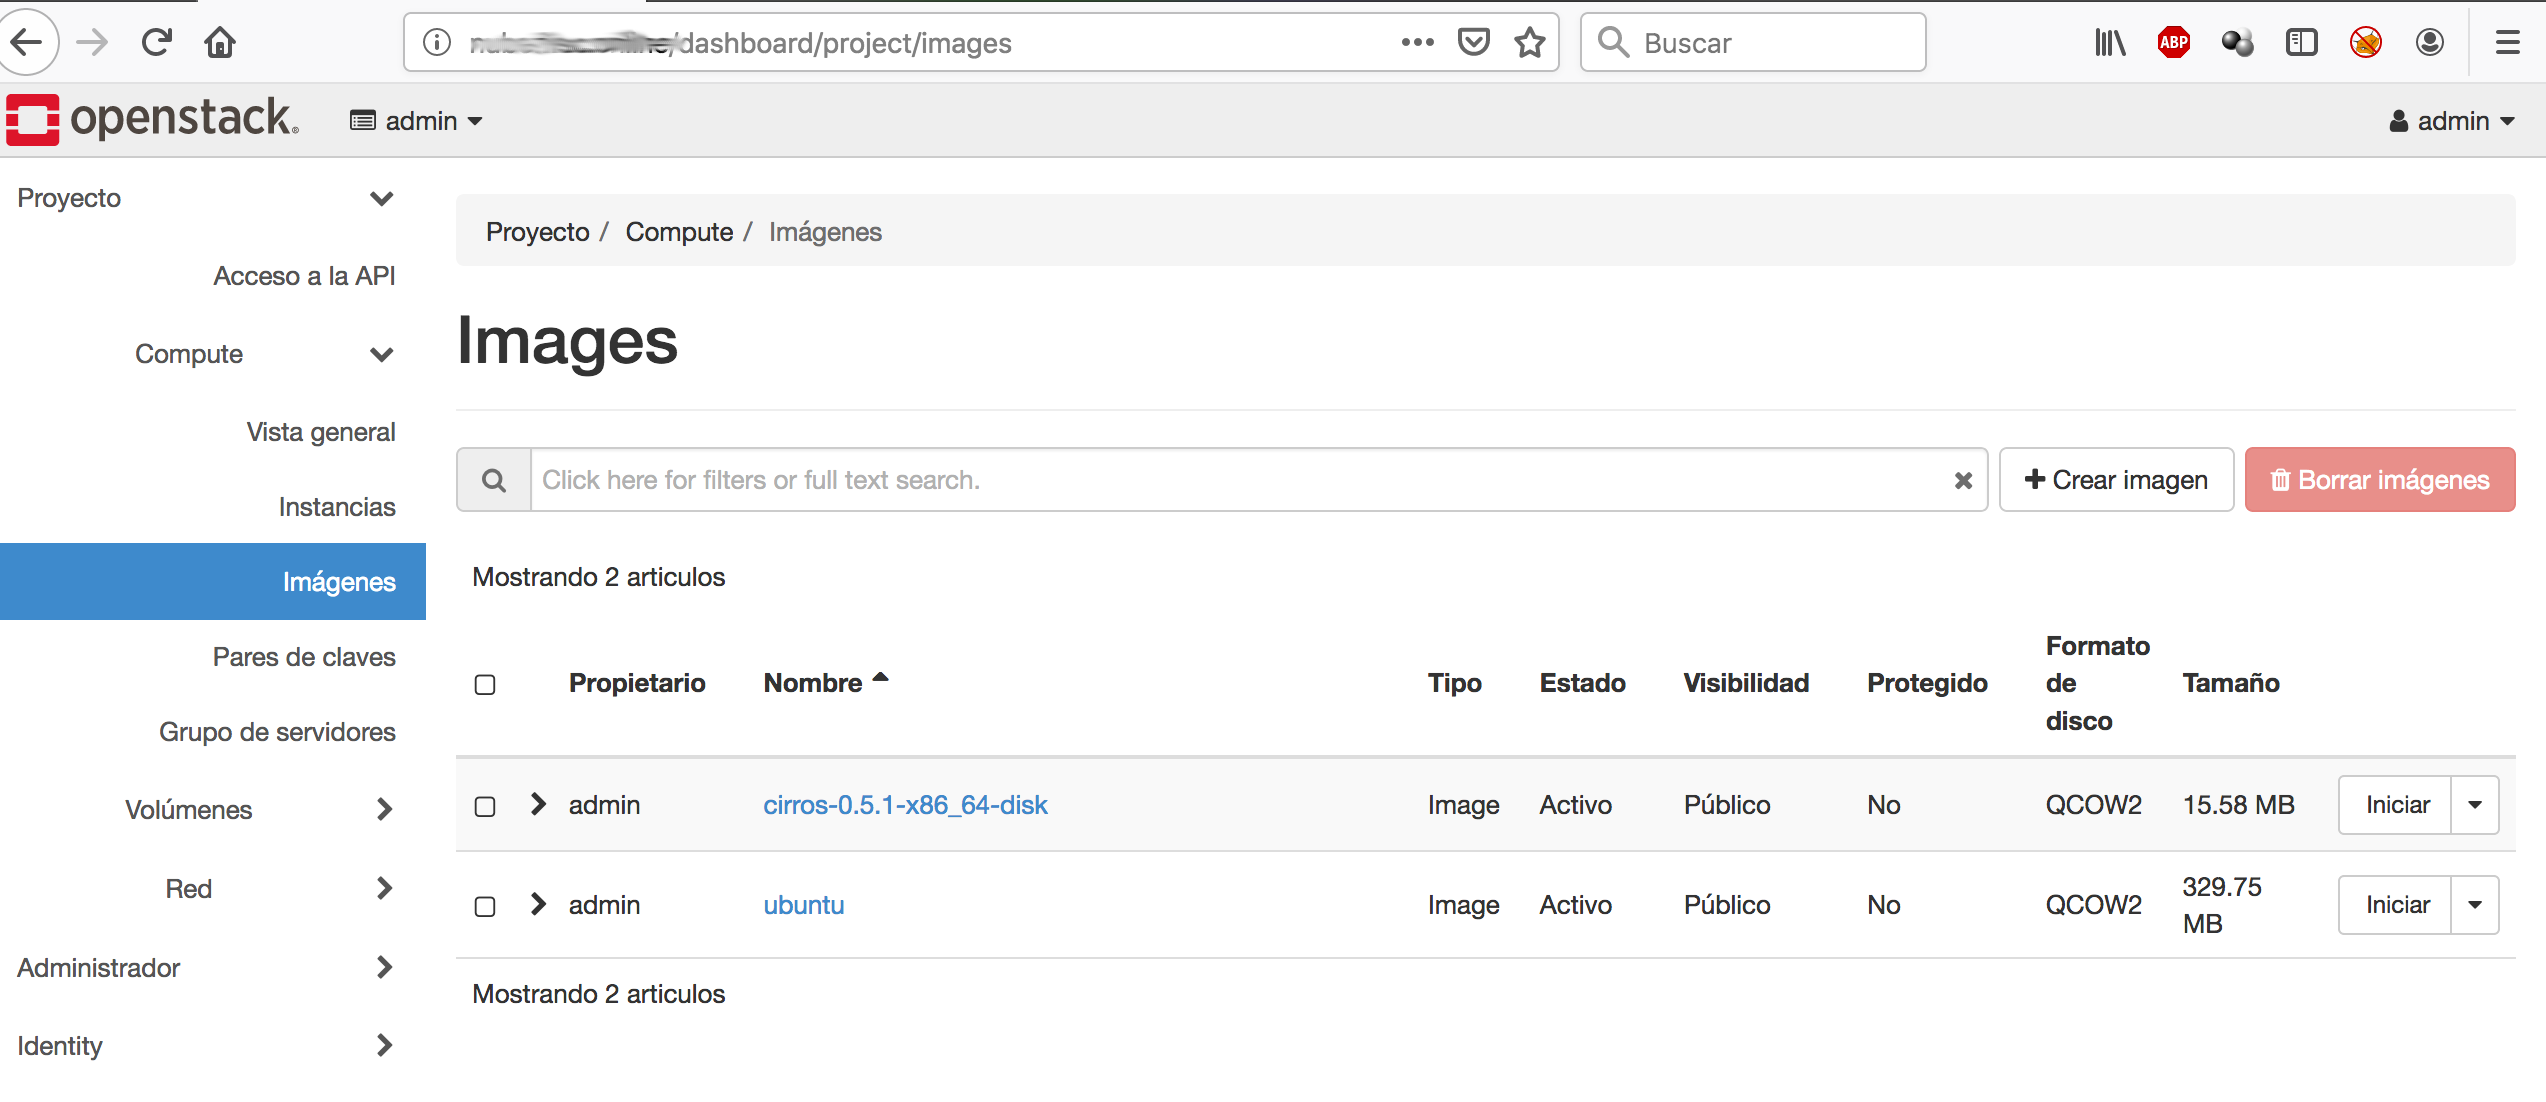 /dashboard/project/images
Buscar
ABP
openstack.
admin
admin
Proyecto
Acceso a la API
Compute
Vista general
Instancias
Imágenes
Pares de claves
Grupo de servidores
Volúmenes
Red
Administrador
Identity
Proyecto / Compute / Imágenes
Images
Click here for filters or full text search.
Crear imagen
Borrar imágenes
Mostrando 2 articulos
Propietario Nombre Tipo Estado Visibilidad Protegido Formato de disco Tamaño
admin cirros-0.5.1-x86_64-disk Image Activo Público No QCOW2 15.58 MB Iniciar
admin ubuntu Image Activo Público No QCOW2 329.75 MB Iniciar
Mostrando 2 articulos